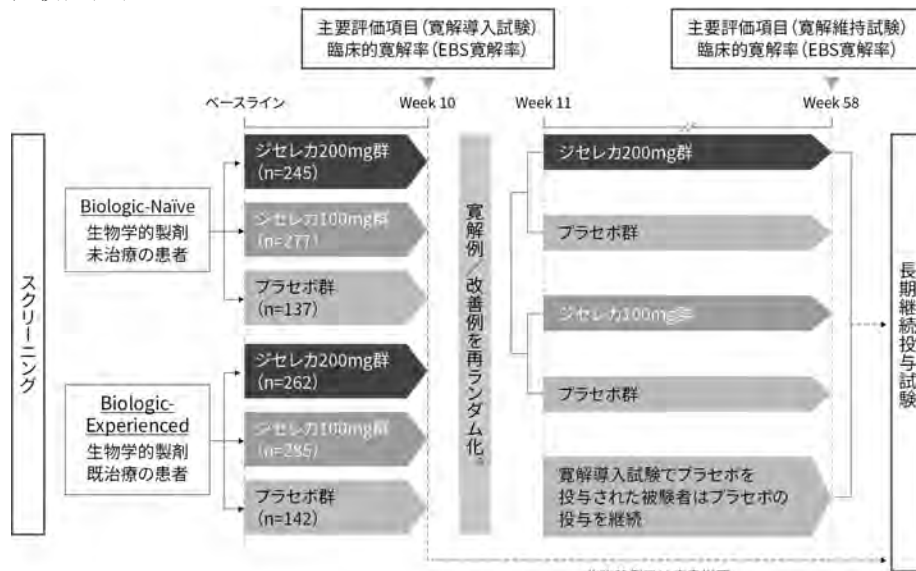 主要評価項目（寛解導入試験）
臨床的寛解率（EBS寛解率）
主要評価項目（寛解維持試験）
臨床的寛解率（EBS寛解率）
ベースライン
Week 10
Week 11
Week 58
スクリーニング
Biologic-Naïve
生物学的製剤
未治療の患者
ジセレカ200mg群
(n=245)
ジセレカ100mg群
(n=277)
プラセボ群
(n=137)
Biologic-
Experienced
生物学的製剤
既治療の患者
ジセレカ200mg群
(n=262)
ジセレカ100mg群
(n=285)
プラセボ群
(n=142)
寛解例／改善例を再ランダム化。
ジセレカ200mg群
プラセボ群
ジセレカ100mg群
プラセボ群
寛解導入試験でプラセボを
投与された被験者はプラセボの
投与を継続
長期継続投与試験